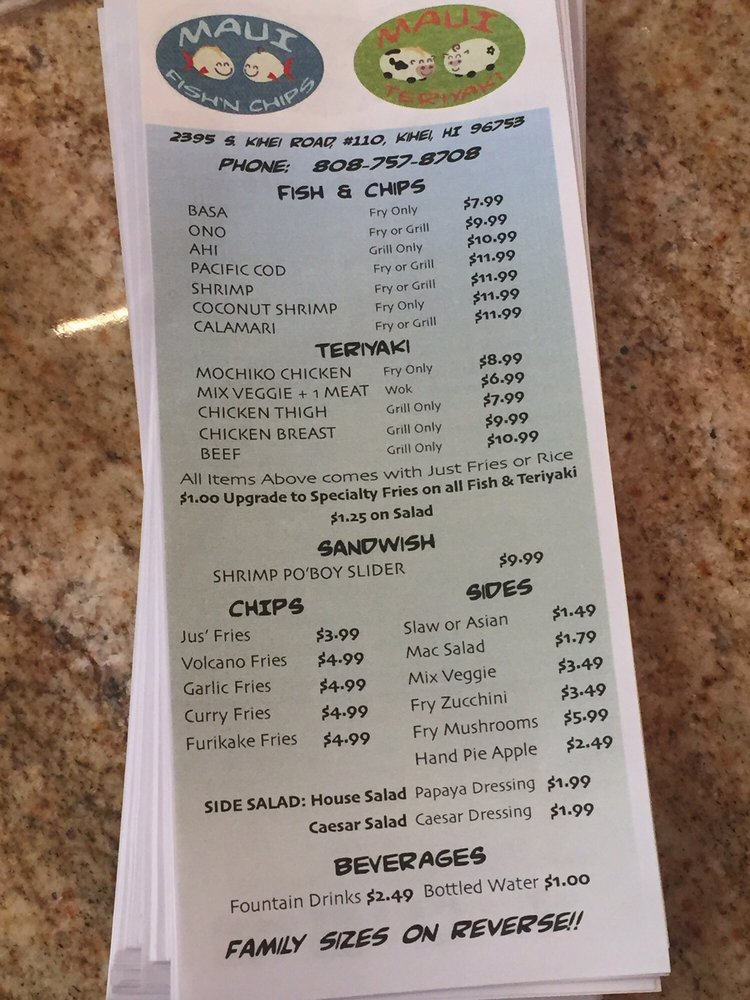 MAUI
FISH'N CHIPS
MAUI
TERIYAKI
2395 S. KIHEI ROAD, #110, KIHEI, HI 96753
PHONE: 808-757-8708
FISH & CHIPS
BASA Fry Only $7.99
ONO Fry or Grill $9.99
AHI Grill Only $10.99
PACIFIC COD Fry or Grill $11.99
SHRIMP Fry or Grill $11.99
COCONUT SHRIMP Fry Only $11.99
CALAMARI Fry or Grill $11.99
TERIYAKI
MOCHIKO CHICKEN Fry Only $8.99
MIX VEGGIE + 1 MEAT Wok $6.99
CHICKEN THIGH Grill Only $7.99
CHICKEN BREAST Grill Only $9.99
BEEF Grill Only $10.99
All Items Above comes with Just Fries or Rice
$1.00 Upgrade to Specialty Fries on all Fish & Teriyaki
$1.25 on Salad
SANDWISH
SHRIMP PO'BOY SLIDER $9.99
CHIPS
Jus' Fries $3.99
Volcano Fries $4.99
Garlic Fries $4.99
Curry Fries $4.99
Furikake Fries $4.99
SIDES
Slaw or Asian $1.49
Mac Salad $1.79
Mix Veggie $3.49
Fry Zucchini $3.49
Fry Mushrooms $5.99
Hand Pie Apple $2.49
SIDE SALAD: House Salad Papaya Dressing $1.99
Caesar Salad Caesar Dressing $1.99
BEVERAGES
Fountain Drinks $2.49 Bottled Water $1.00
FAMILY SIZES ON REVERSE!!